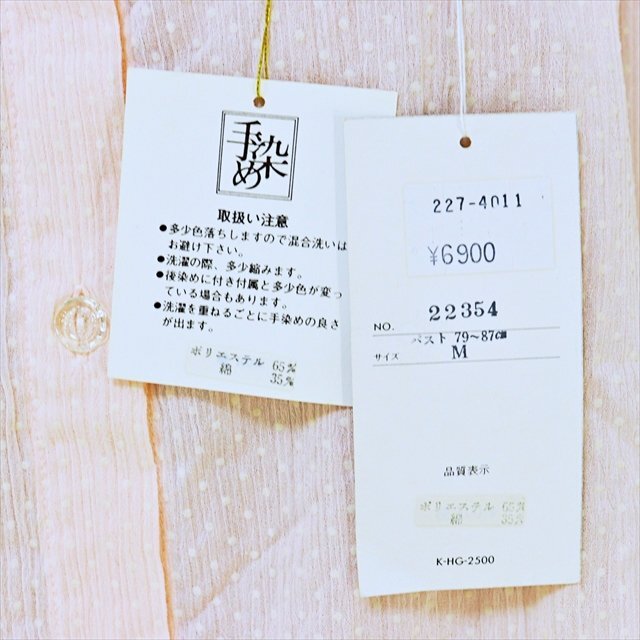 手染め
取扱い注意
●多少色落ちしますので混合洗いは
お避け下さい。
●洗濯の際、多少縮みます。
●後染めに付き付属と多少色が変っ
ている場合もあります。
●洗濯を重ねるごとに手染めの良さ
が出ます。
ポリエステル 65%
綿 35%
227-4011
¥6900
NO. 22354
バスト 79~87cm
サイズ M
品質表示
ポリエステル 65%
綿 35%
K-HG-2500